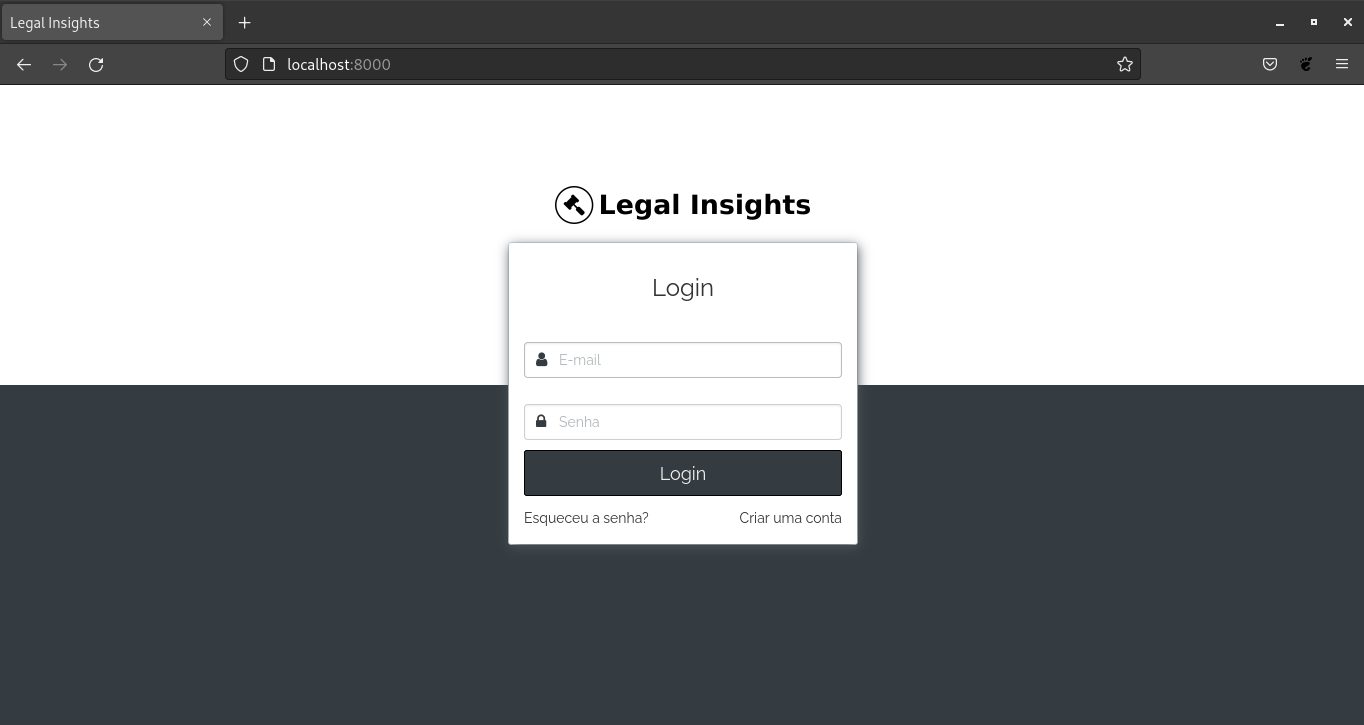 Legal Insights
localhost:8000
Legal Insights
Login
E-mail
Senha
Login
Esqueceu a senha? Criar uma conta